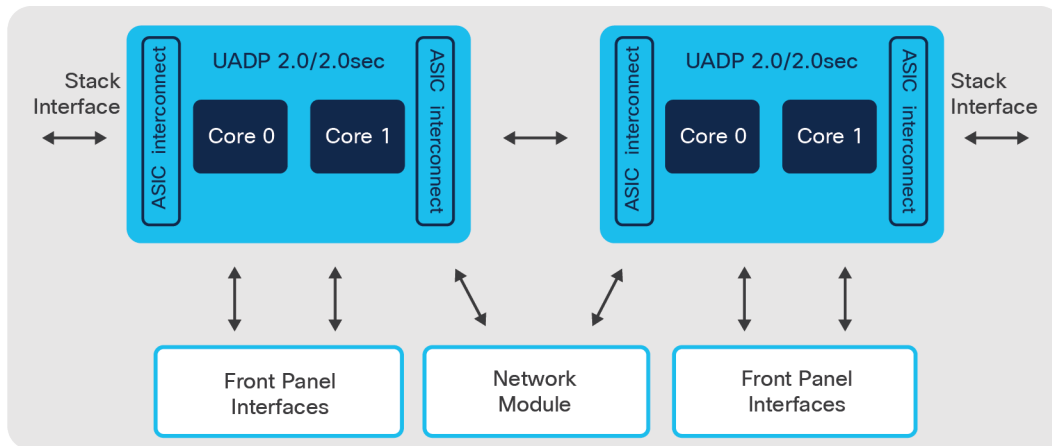 Stack
Interface
ASIC interconnect
UADP 2.0/2.0sec
Core 0
Core 1
ASIC interconnect
ASIC interconnect
UADP 2.0/2.0sec
Core 0
Core 1
ASIC interconnect
Stack
Interface
Front Panel
Interfaces
Network
Module
Front Panel
Interfaces